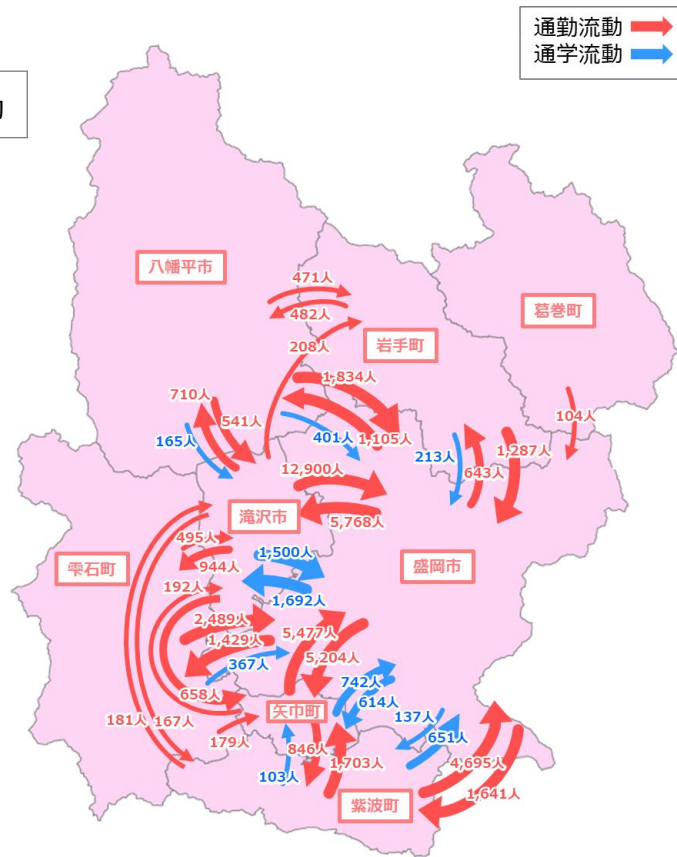 通勤流動
通学流動
八幡平市
471人
482人
葛巻町
208人
岩手町
1,834人
710人
541人
104人
165人
401人
1,105人
213人
1,287人
643人
12,900人
滝沢市
5,768人
495人
1,500人
雫石町
944人
盛岡市
192人
1,692人
2,489人
1,429人
5,477人
367人
5,204人
742人
658人
614人
矢巾町
181人
167人
137人
179人
846人
651人
1,703人
4,695人
103人
1,641人
紫波町